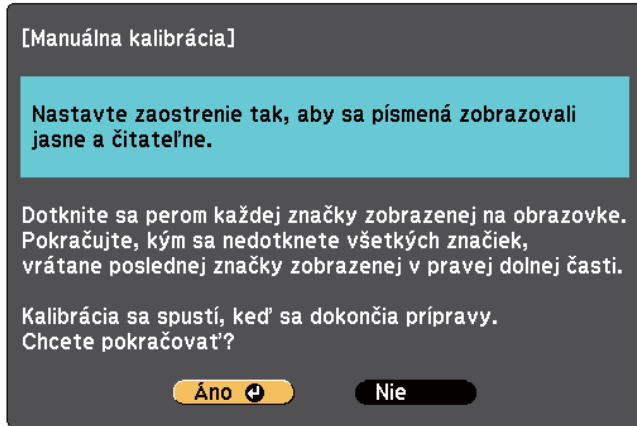 [Manuálna kalibrácia]
Nastavte zaostrenie tak, aby sa písmená zobrazovali
jasne a čitateľne.
Dotknite sa perom každej značky zobrazenej na obrazovke.
Pokračujte, kým sa nedotknete všetkých značiek,
vrátane poslednej značky zobrazenej v pravej dolnej časti.
Kalibrácia sa spustí, keď sa dokončia prípravy.
Chcete pokračovať?
Áno Nie